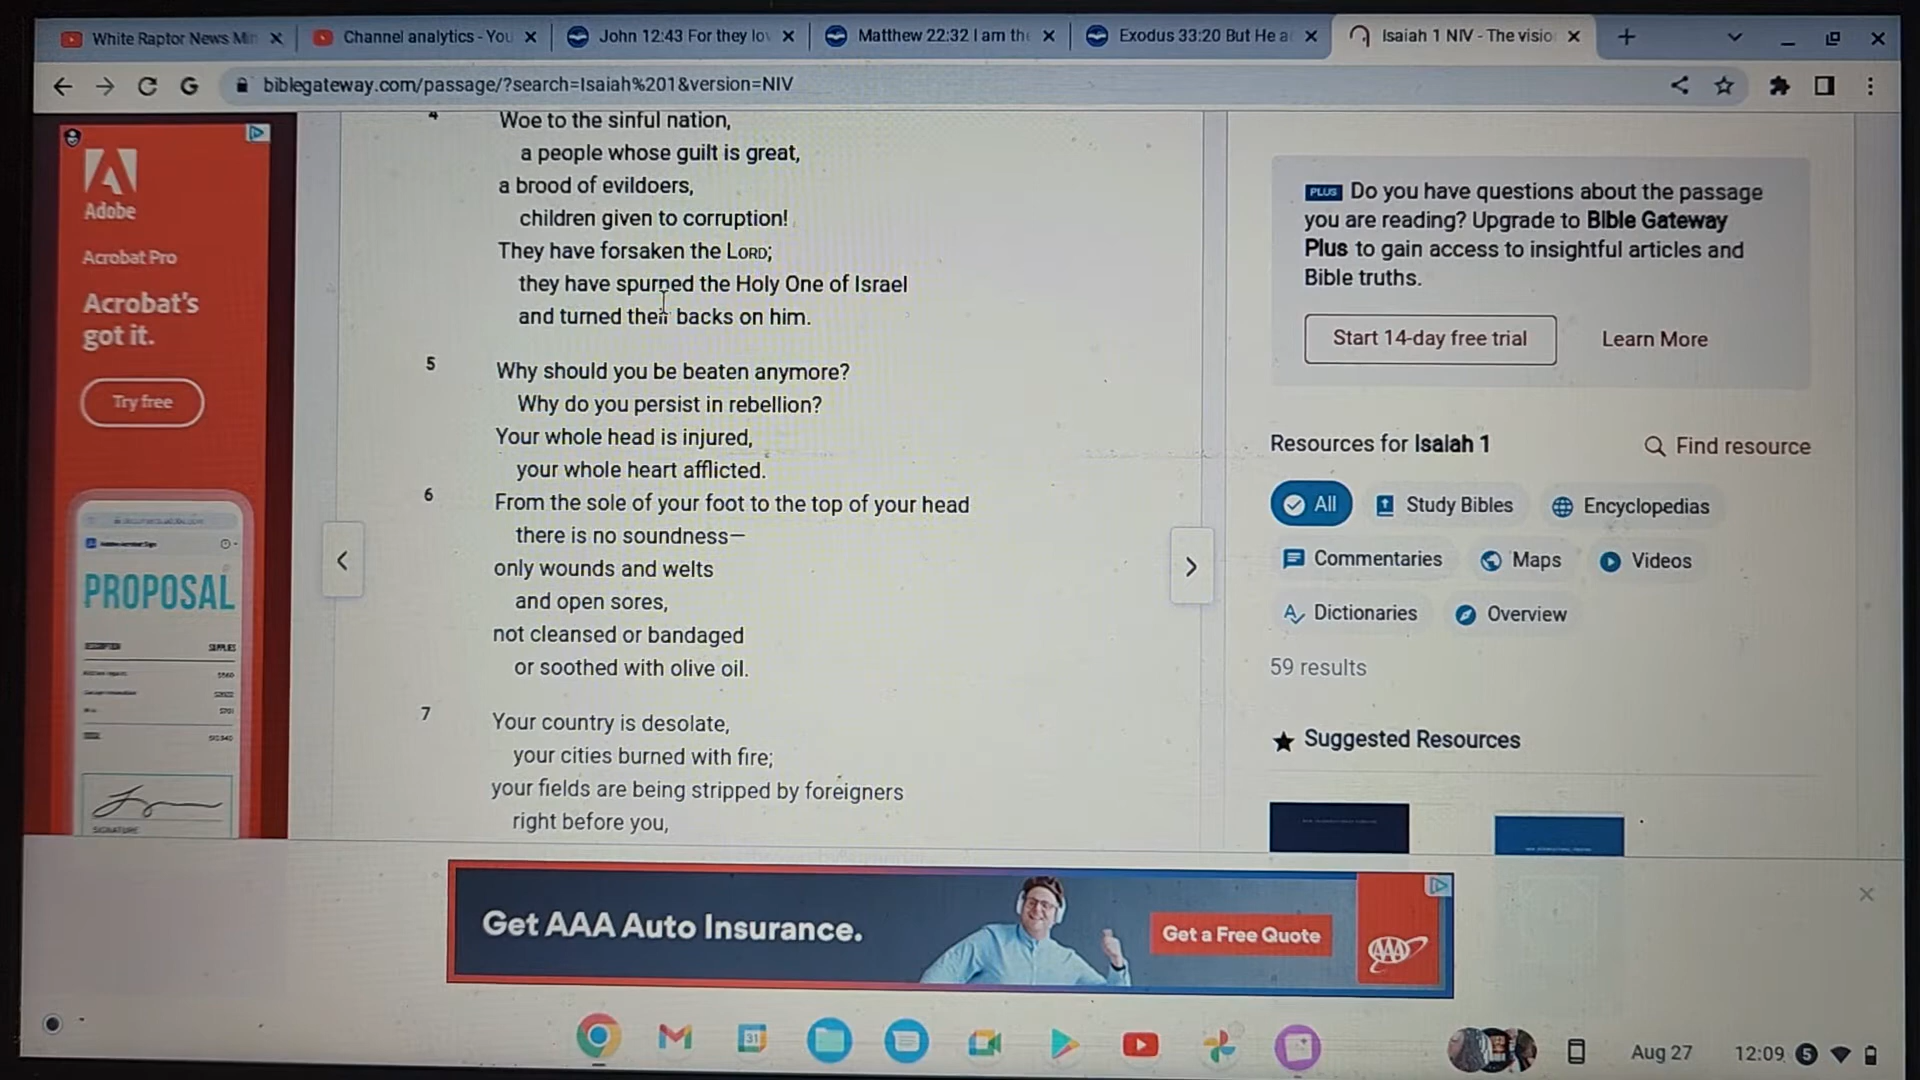 White Raptor News Min
Channel analytics - You
John 12:43 For they lov
Matthew 22:32 I am the
Exodus 33:20 But He a
Isaiah 1 NIV - The visio
biblegateway.com/passage/?search=Isaiah%201&version=NIV
Adobe
Acrobat Pro
Acrobat's
got it.
Try free
PROPOSAL
SIGNATURE
4 Woe to the sinful nation,
a people whose guilt is great,
a brood of evildoers,
children given to corruption!
They have forsaken the LORD;
they have spurned the Holy One of Israel
and turned their backs on him.
5 Why should you be beaten anymore?
Why do you persist in rebellion?
Your whole head is injured,
your whole heart afflicted.
6 From the sole of your foot to the top of your head
there is no soundness—
only wounds and welts
and open sores,
not cleansed or bandaged
or soothed with olive oil.
7 Your country is desolate,
your cities burned with fire;
your fields are being stripped by foreigners
right before you,
PLUS Do you have questions about the passage
you are reading? Upgrade to Bible Gateway
Plus to gain access to insightful articles and
Bible truths.
Start 14-day free trial
Learn More
Resources for Isaiah 1
Find resource
All
Study Bibles
Encyclopedias
Commentaries
Maps
Videos
Dictionaries
Overview
59 results
Suggested Resources
Get AAA Auto Insurance.
Get a Free Quote
AAA
31
Aug 27
12:09
5